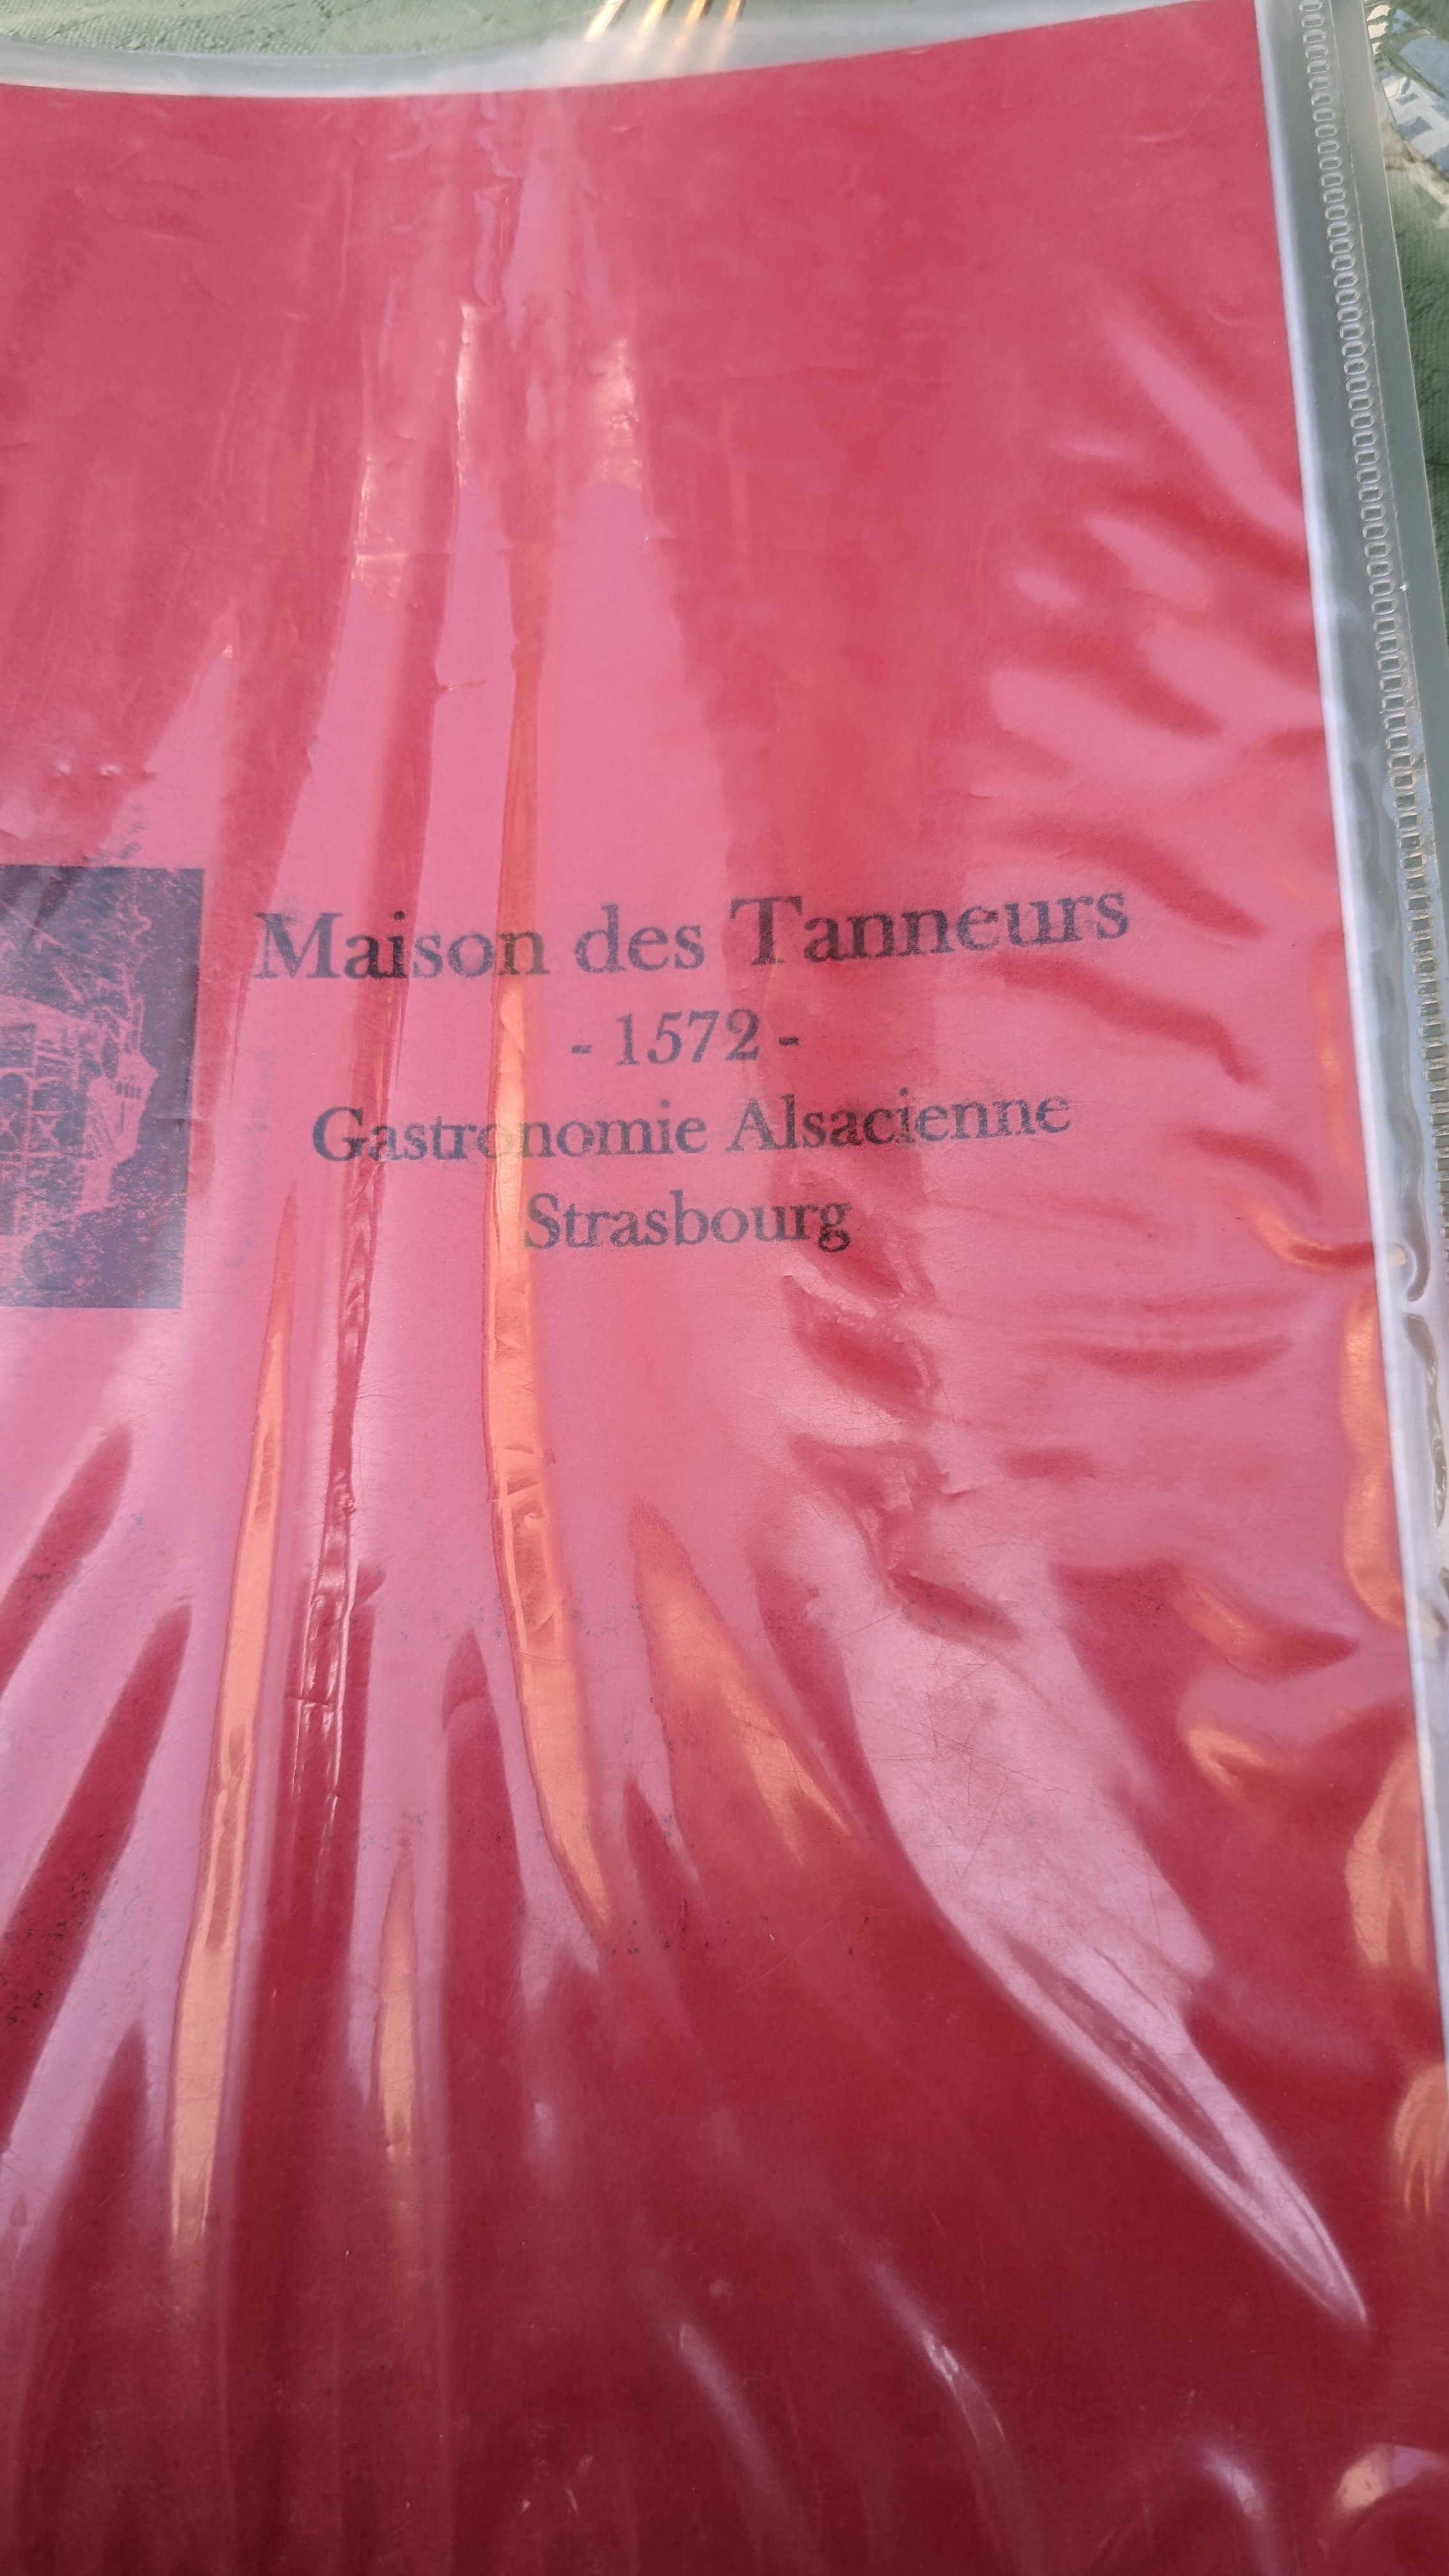 Maison des Tanneurs
- 1572 -
Gastronomie Alsacienne
Strasbourg